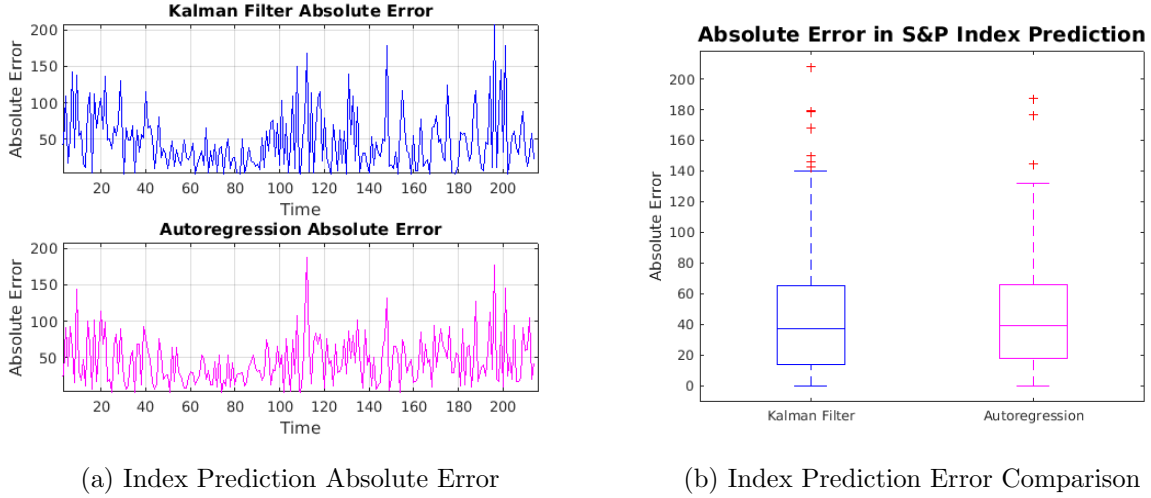 Kalman Filter Absolute Error
Absolute Error
200
150
100
50
20 40 60 80 100 120 140 160 180 200
Time
Autoregression Absolute Error
Absolute Error
200
150
100
50
20 40 60 80 100 120 140 160 180 200
Time
(a) Index Prediction Absolute Error
Absolute Error in S&P Index Prediction
Absolute Error
200
180
160
140
120
100
80
60
40
20
0
Kalman Filter Autoregression
(b) Index Prediction Error Comparison